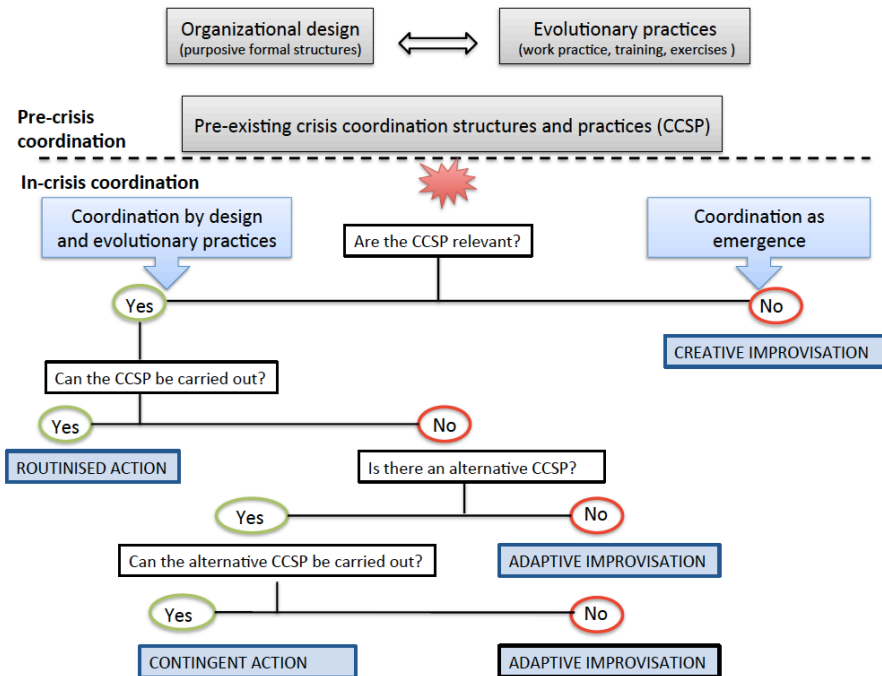 Organizational design
(purposive formal structures)
Evolutionary practices
(work practice, training, exercises )
Pre-crisis
coordination
Pre-existing crisis coordination structures and practices (CCSP)
In-crisis coordination
Coordination by design
and evolutionary practices
Are the CCSP relevant?
Coordination as
emergence
Yes
No
CREATIVE IMPROVISATION
Can the CCSP be carried out?
Yes
No
ROUTINISED ACTION
Is there an alternative CCSP?
Yes
No
Can the alternative CCSP be carried out?
ADAPTIVE IMPROVISATION
Yes
No
CONTINGENT ACTION
ADAPTIVE IMPROVISATION